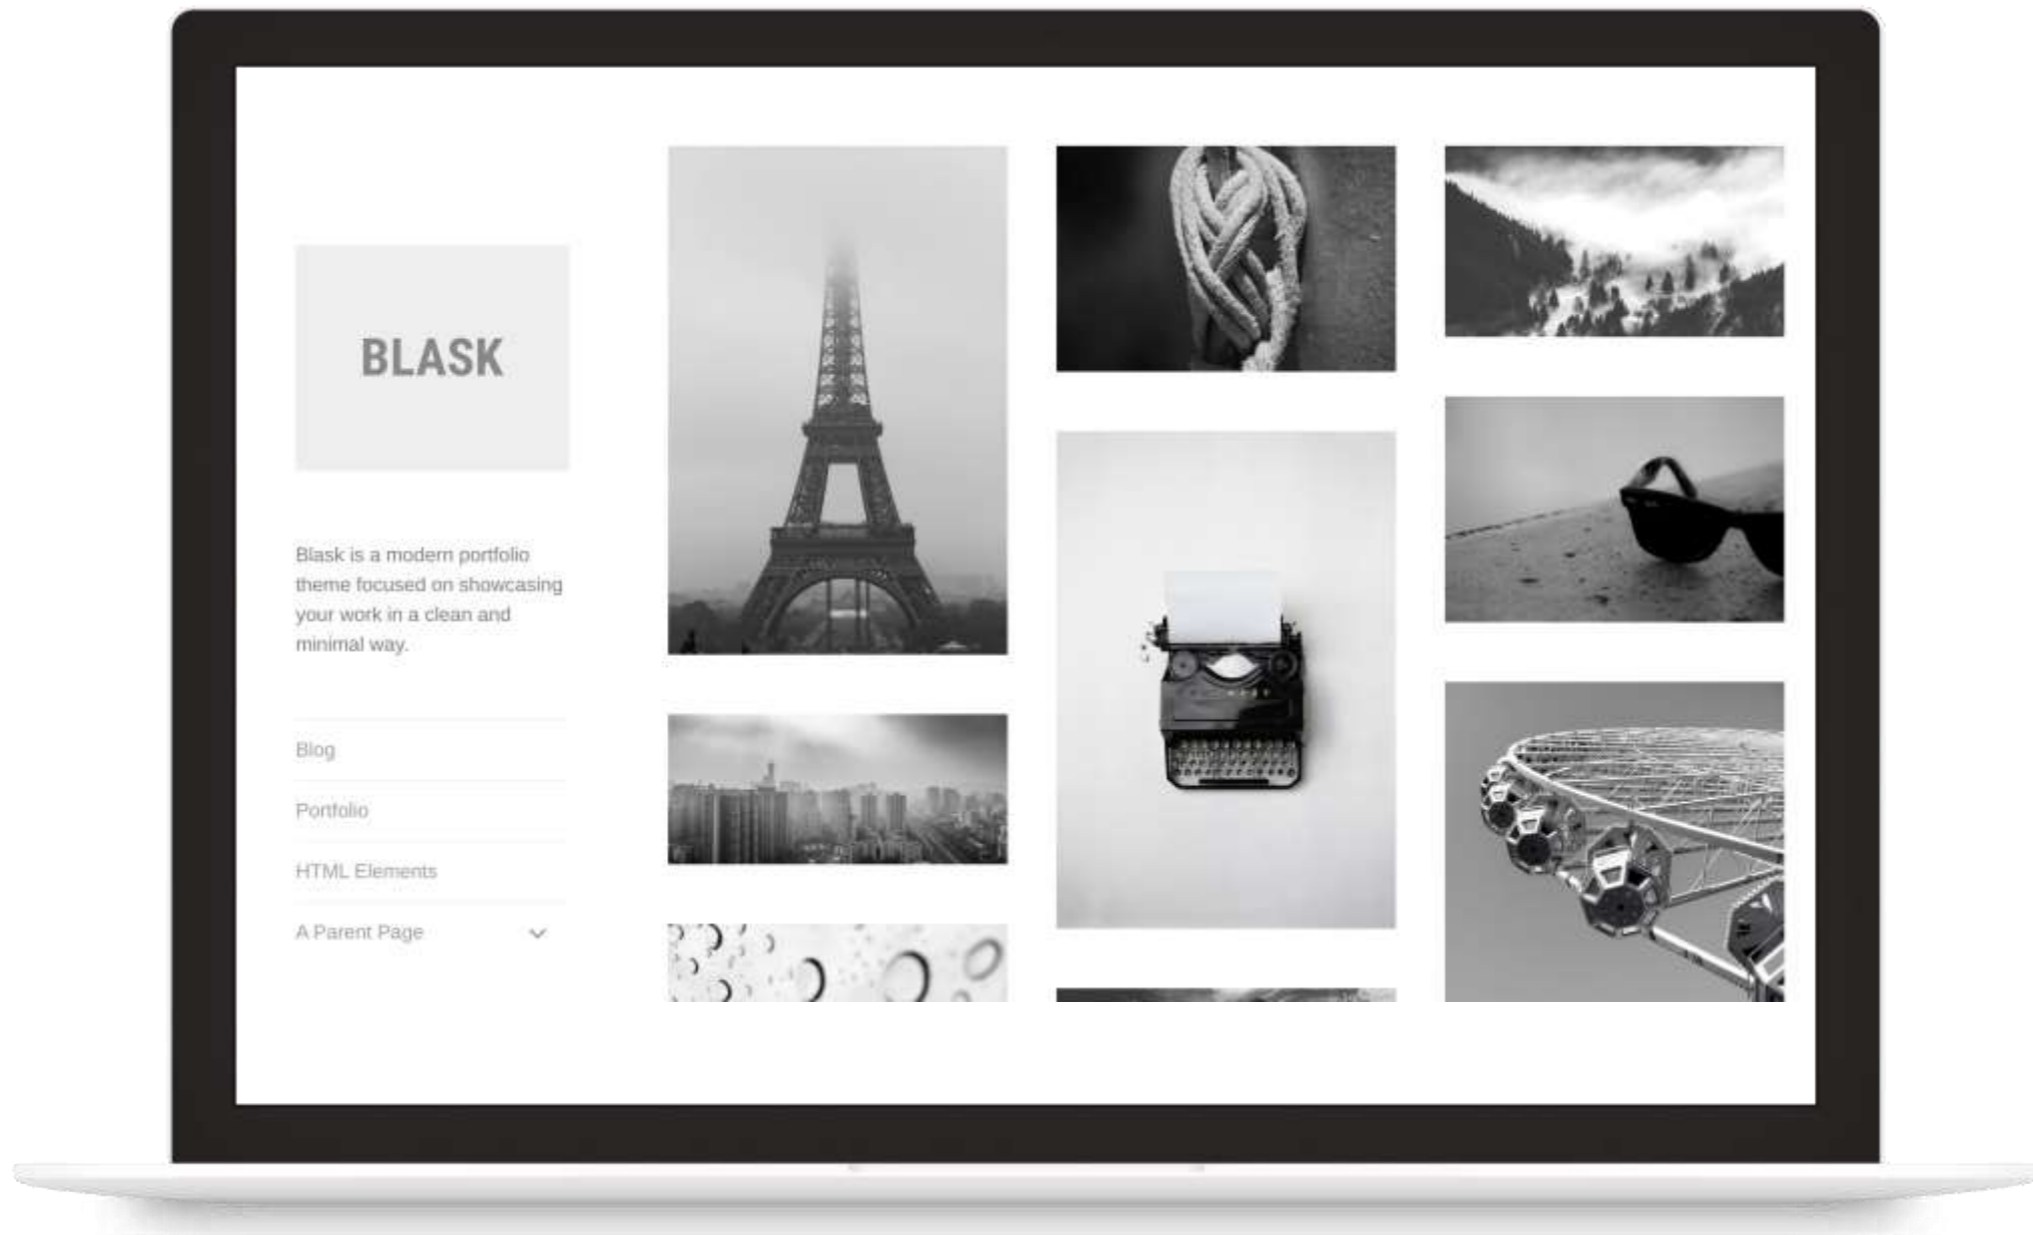 BLASK
Blask is a modern portfolio
theme focused on showcasing
your work in a clean and
minimal way.
Blog
Portfolio
HTML Elements
A Parent Page